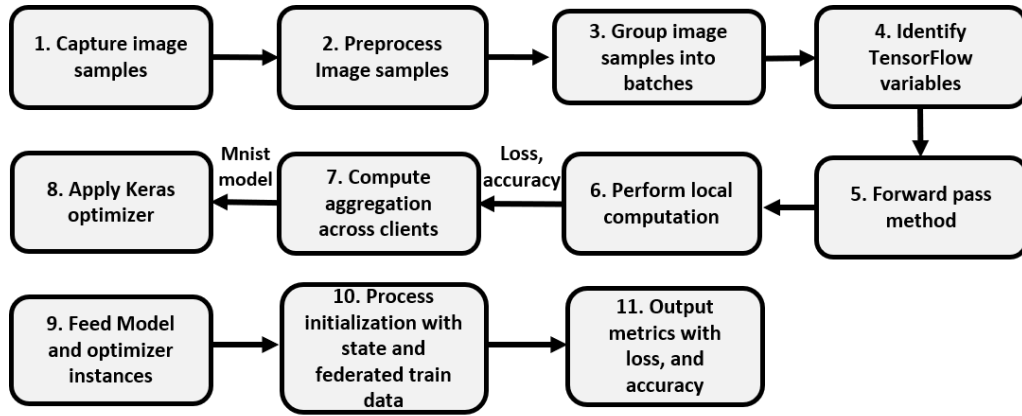 1. Capture image
samples
2. Preprocess
Image samples
3. Group image
samples into
batches
4. Identify
TensorFlow
variables
5. Forward pass
method
6. Perform local
computation
Loss,
accuracy
7. Compute
aggregation
across clients
Mnist
model
8. Apply Keras
optimizer
9. Feed Model
and optimizer
instances
10. Process
initialization with
state and
federated train
data
11. Output
metrics with
loss, and
accuracy